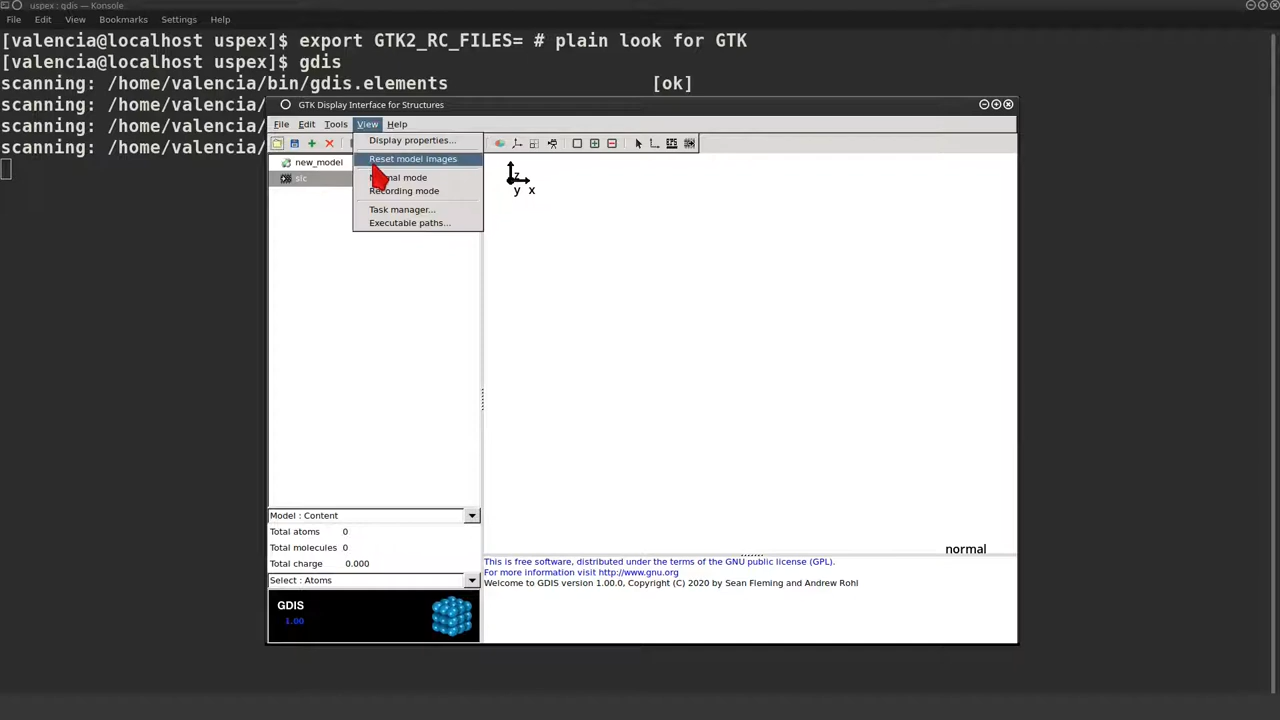 uspex : gdis — Konsole
File Edit View Bookmarks Settings Help
[valencia@localhost uspex]$ export GTK2_RC_FILES= # plain look for GTK
[valencia@localhost uspex]$ gdis
scanning: /home/valencia/bin/gdis.elements [ok]
scanning: /home/valencia/
scanning: /home/valencia/
scanning: /home/valencia/
GTK Display Interface for Structures
File Edit Tools View Help
Display properties...
Reset model images
Normal mode
Recording mode
Task manager...
Executable paths...
new_model
sic
z
y x
normal
Model : Content
Total atoms 0
Total molecules 0
Total charge 0.000
Select : Atoms
GDIS
1.00
This is free software, distributed under the terms of the GNU public license (GPL).
For more information visit http://www.gnu.org
Welcome to GDIS version 1.00.0, Copyright (C) 2020 by Sean Fleming and Andrew Rohl